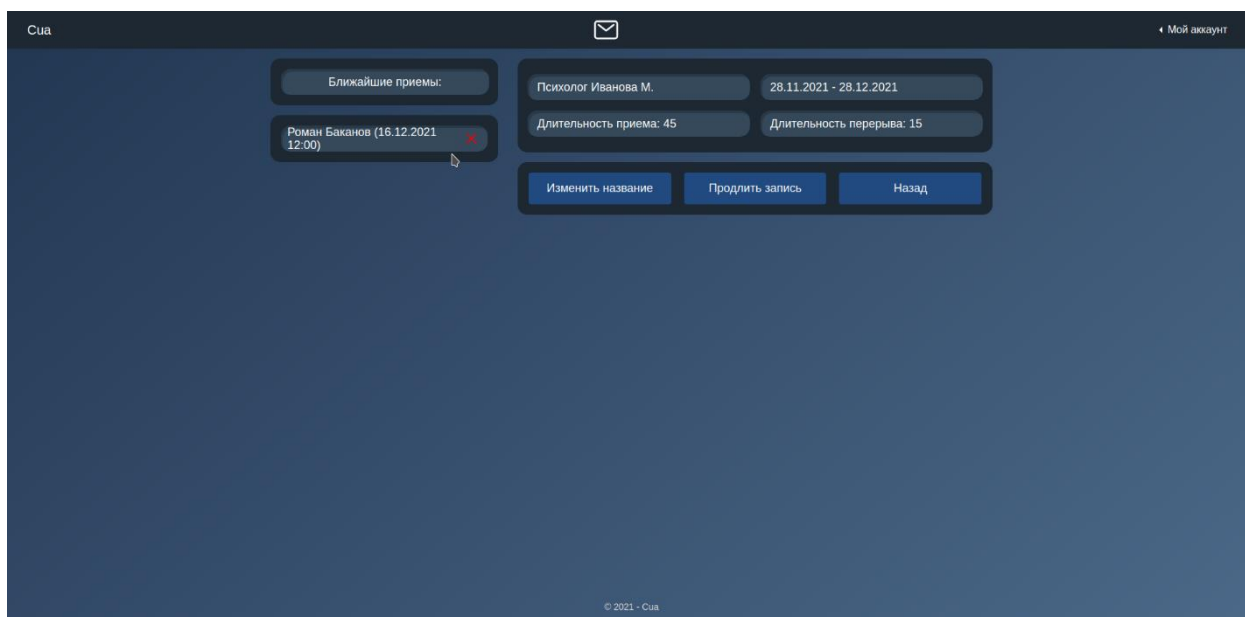 Cua
Мой аккаунт
Ближайшие приемы:
Роман Баканов (16.12.2021
12:00)
Психолог Иванова М.
28.11.2021 - 28.12.2021
Длительность приема: 45
Длительность перерыва: 15
Изменить название
Продлить запись
Назад
© 2021 - Cua